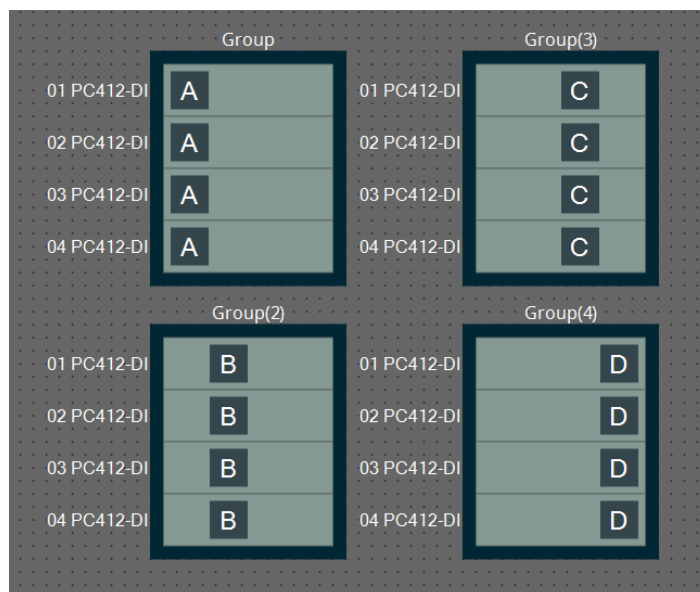 Group
01 PC412-DI A
02 PC412-DI A
03 PC412-DI A
04 PC412-DI A
Group(3)
01 PC412-DI C
02 PC412-DI C
03 PC412-DI C
04 PC412-DI C
Group(2)
01 PC412-DI B
02 PC412-DI B
03 PC412-DI B
04 PC412-DI B
Group(4)
01 PC412-DI D
02 PC412-DI D
03 PC412-DI D
04 PC412-DI D